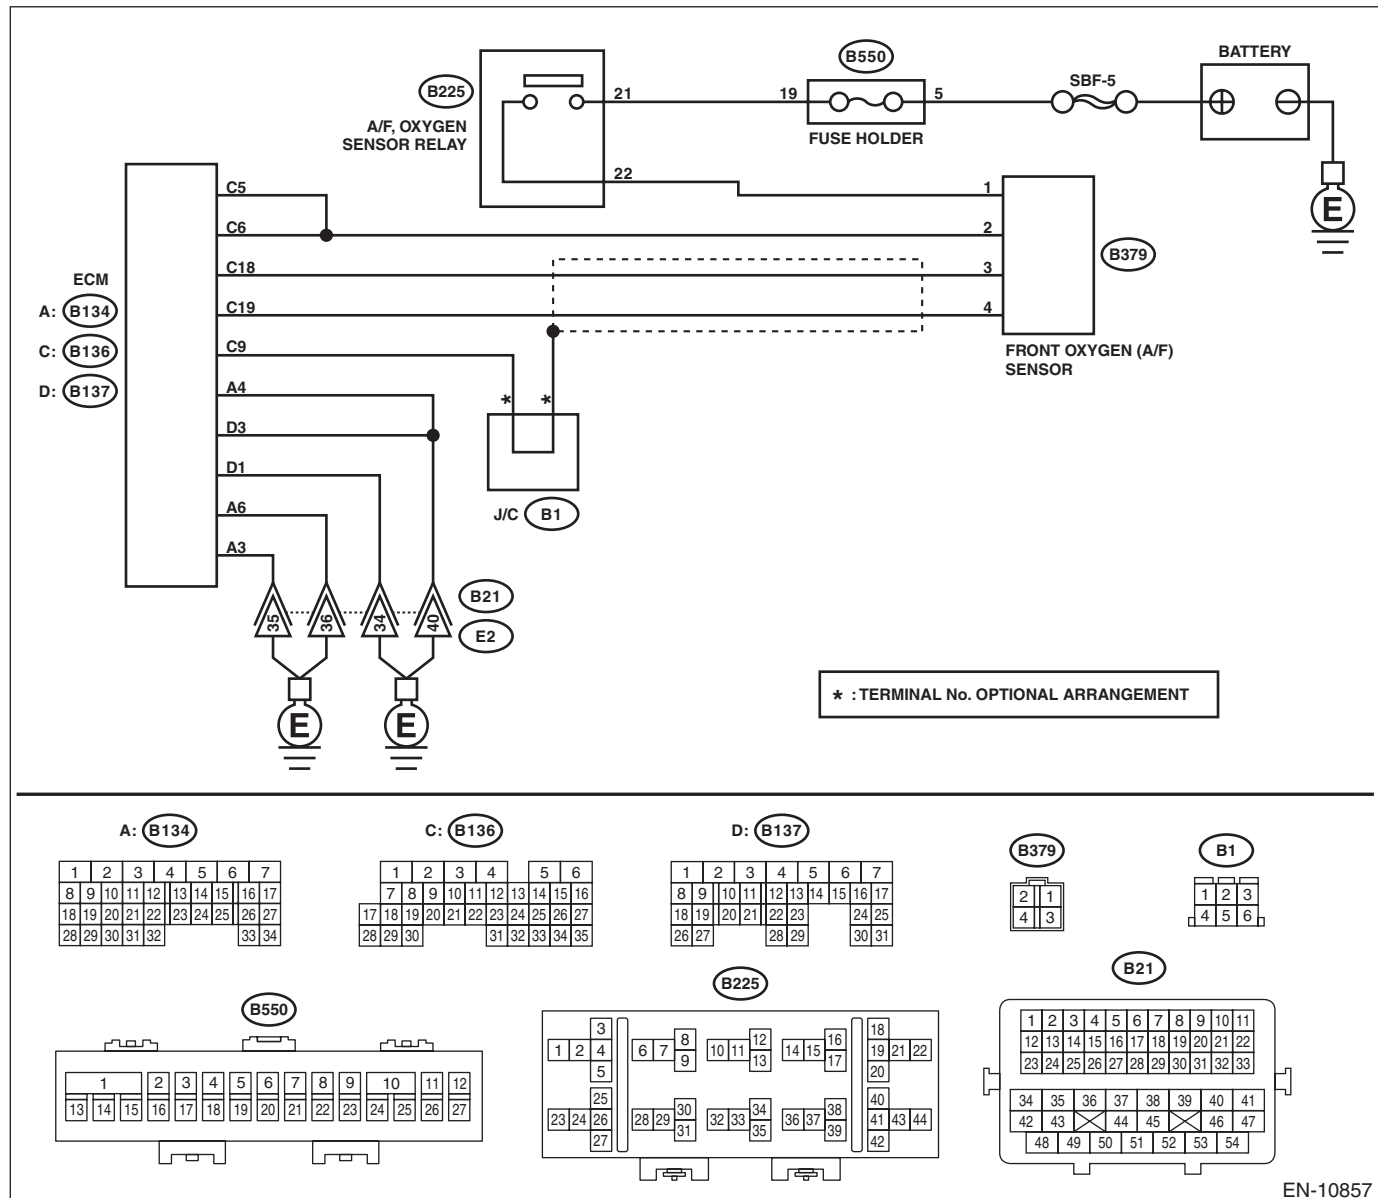 BATTERY
B550
SBF-5
B225
21
19
5
A/F, OXYGEN
SENSOR RELAY
FUSE HOLDER
22
E
C5
1
C6
2
B379
ECM
C18
3
A: B134
C19
4
C: B136
C9
FRONT OXYGEN (A/F)
SENSOR
D: B137
A4
* *
D3
D1
J/C B1
A6
A3
B21
35 36 34 40
E2
* : TERMINAL No. OPTIONAL ARRANGEMENT
E E
A: B134
1 2 3 4 5 6 7
8 9 10 11 12 13 14 15 16 17
18 19 20 21 22 23 24 25 26 27
28 29 30 31 32 33 34
C: B136
1 2 3 4 5 6
7 8 9 10 11 12 13 14 15 16
17 18 19 20 21 22 23 24 25 26 27
28 29 30 31 32 33 34 35
D: B137
1 2 3 4 5 6 7
8 9 10 11 12 13 14 15 16 17
18 19 20 21 22 23 24 25
26 27 28 29 30 31
B379
2 1
4 3
B1
1 2 3
4 5 6
B550
1 2 3 4 5 6 7 8 9 10 11 12
13 14 15 16 17 18 19 20 21 22 23 24 25 26 27
B225
3 8 12 16 18
1 2 4 6 7 10 11 14 15 19 21 22
9 13 17
5 20
25 40
30 34 38
23 24 26 28 29 32 33 36 37 41 43 44
31 35 39
27 42
B21
1 2 3 4 5 6 7 8 9 10 11
12 13 14 15 16 17 18 19 20 21 22
23 24 25 26 27 28 29 30 31 32 33
34 35 36 37 38 39 40 41
42 43 44 45 46 47
48 49 50 51 52 53 54
EN-10857